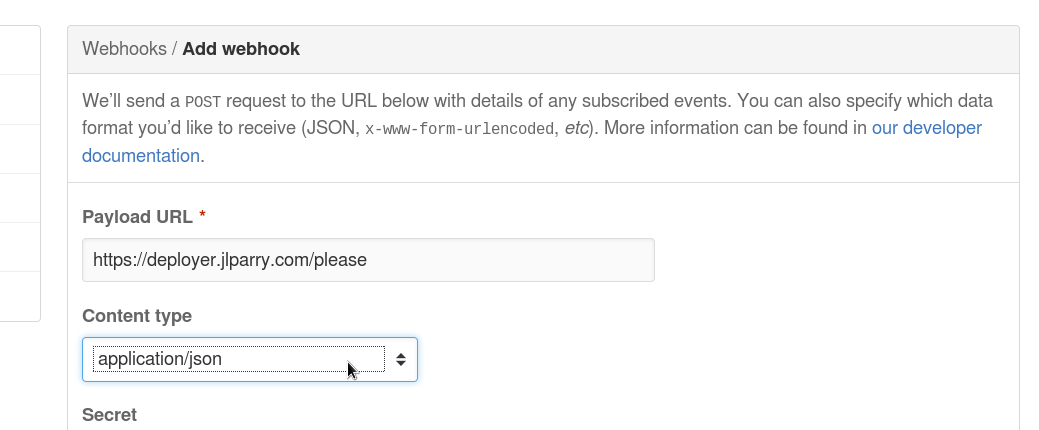 Webhooks / Add webhook
We’ll send a POST request to the URL below with details of any subscribed events. You can also specify which data
format you’d like to receive (JSON, x-www-form-urlencoded, etc). More information can be found in our developer
documentation.
Payload URL *
https://deployer.jlparry.com/please
Content type
application/json
Secret